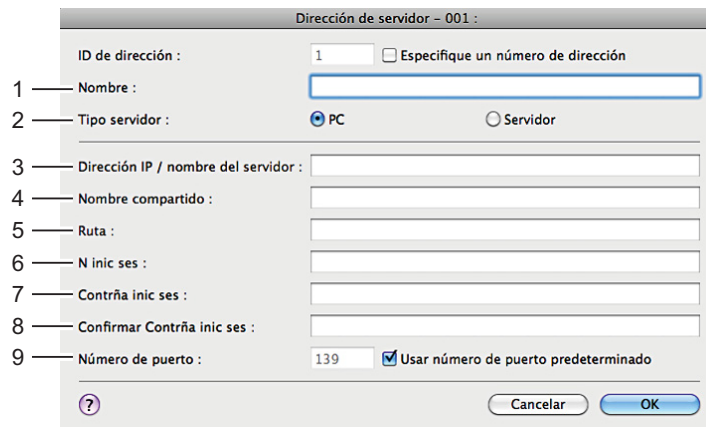 Dirección de servidor - 001 :
ID de dirección : 1 Especifique un número de dirección
1 Nombre :
2 Tipo servidor : PC Servidor
3 Dirección IP / nombre del servidor :
4 Nombre compartido :
5 Ruta :
6 N inic ses :
7 Contrña inic ses :
8 Confirmar Contrña inic ses :
9 Número de puerto : 139 Usar número de puerto predeterminado
? Cancelar OK